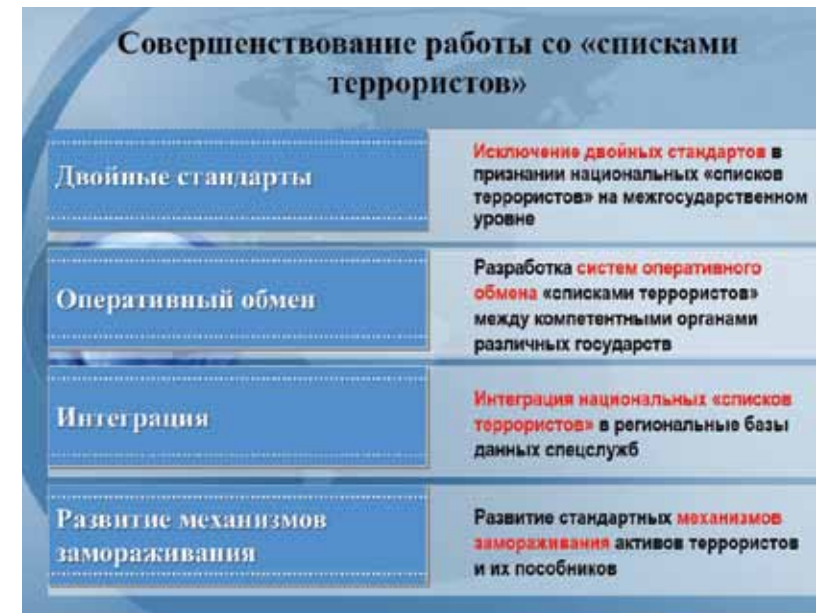 Совершенствование работы со «списками
террористов»
Двойные стандарты
Исключение двойных стандартов в
признании национальных «списков
террористов» на межгосударственном
уровне
Оперативный обмен
Разработка систем оперативного
обмена «списками террористов»
между компетентными органами
различных государств
Интеграция
Интеграция национальных «списков
террористов» в региональные базы
данных спецслужб
Развитие механизмов
замораживания
Развитие стандартных механизмов
замораживания активов террористов
и их пособников